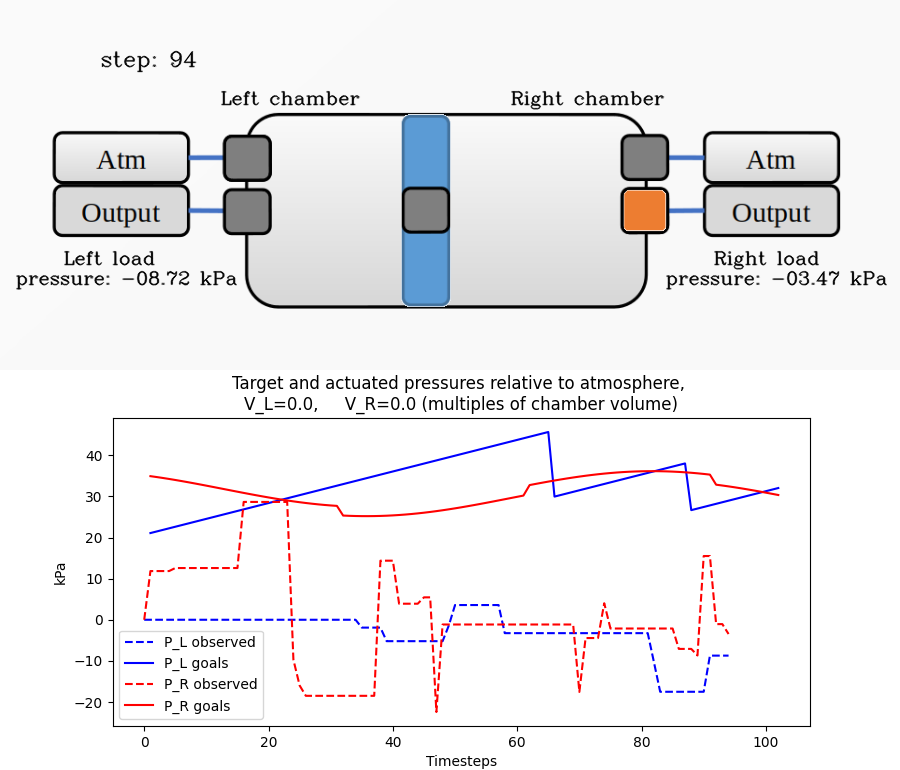 step: 94
Left chamber
Right chamber
Atm
Atm
Output
Output
Left load
pressure: -08.72 kPa
Right load
pressure: -03.47 kPa
Target and actuated pressures relative to atmosphere,
V_L=0.0, V_R=0.0 (multiples of chamber volume)
40
30
20
10
0
−10
−20
kPa
P_L observed
P_L goals
P_R observed
P_R goals
0 20 40 60 80 100
Timesteps